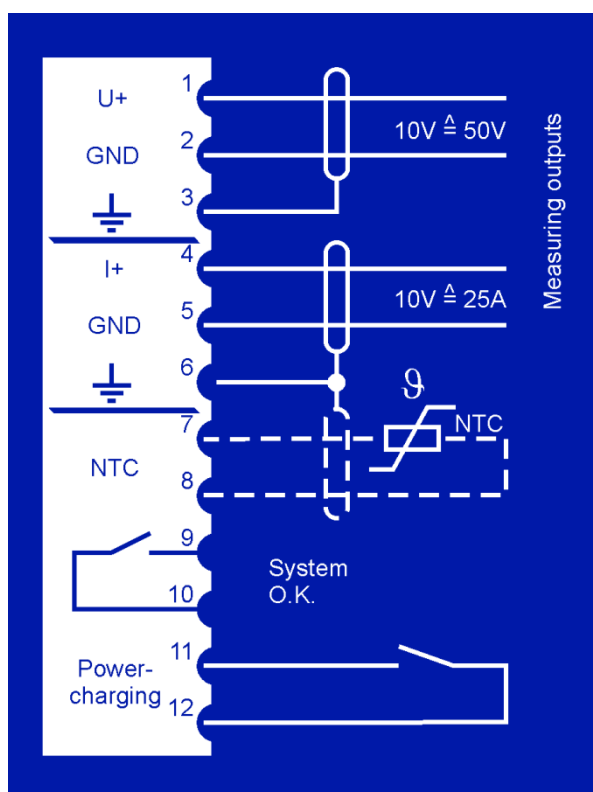 1
U+
10V ≙ 50V
2
GND
3
Measuring outputs
4
I+
10V ≙ 25A
5
GND
6
ϑ
7
NTC
NTC
8
9
System
O.K.
10
11
Power-
charging
12